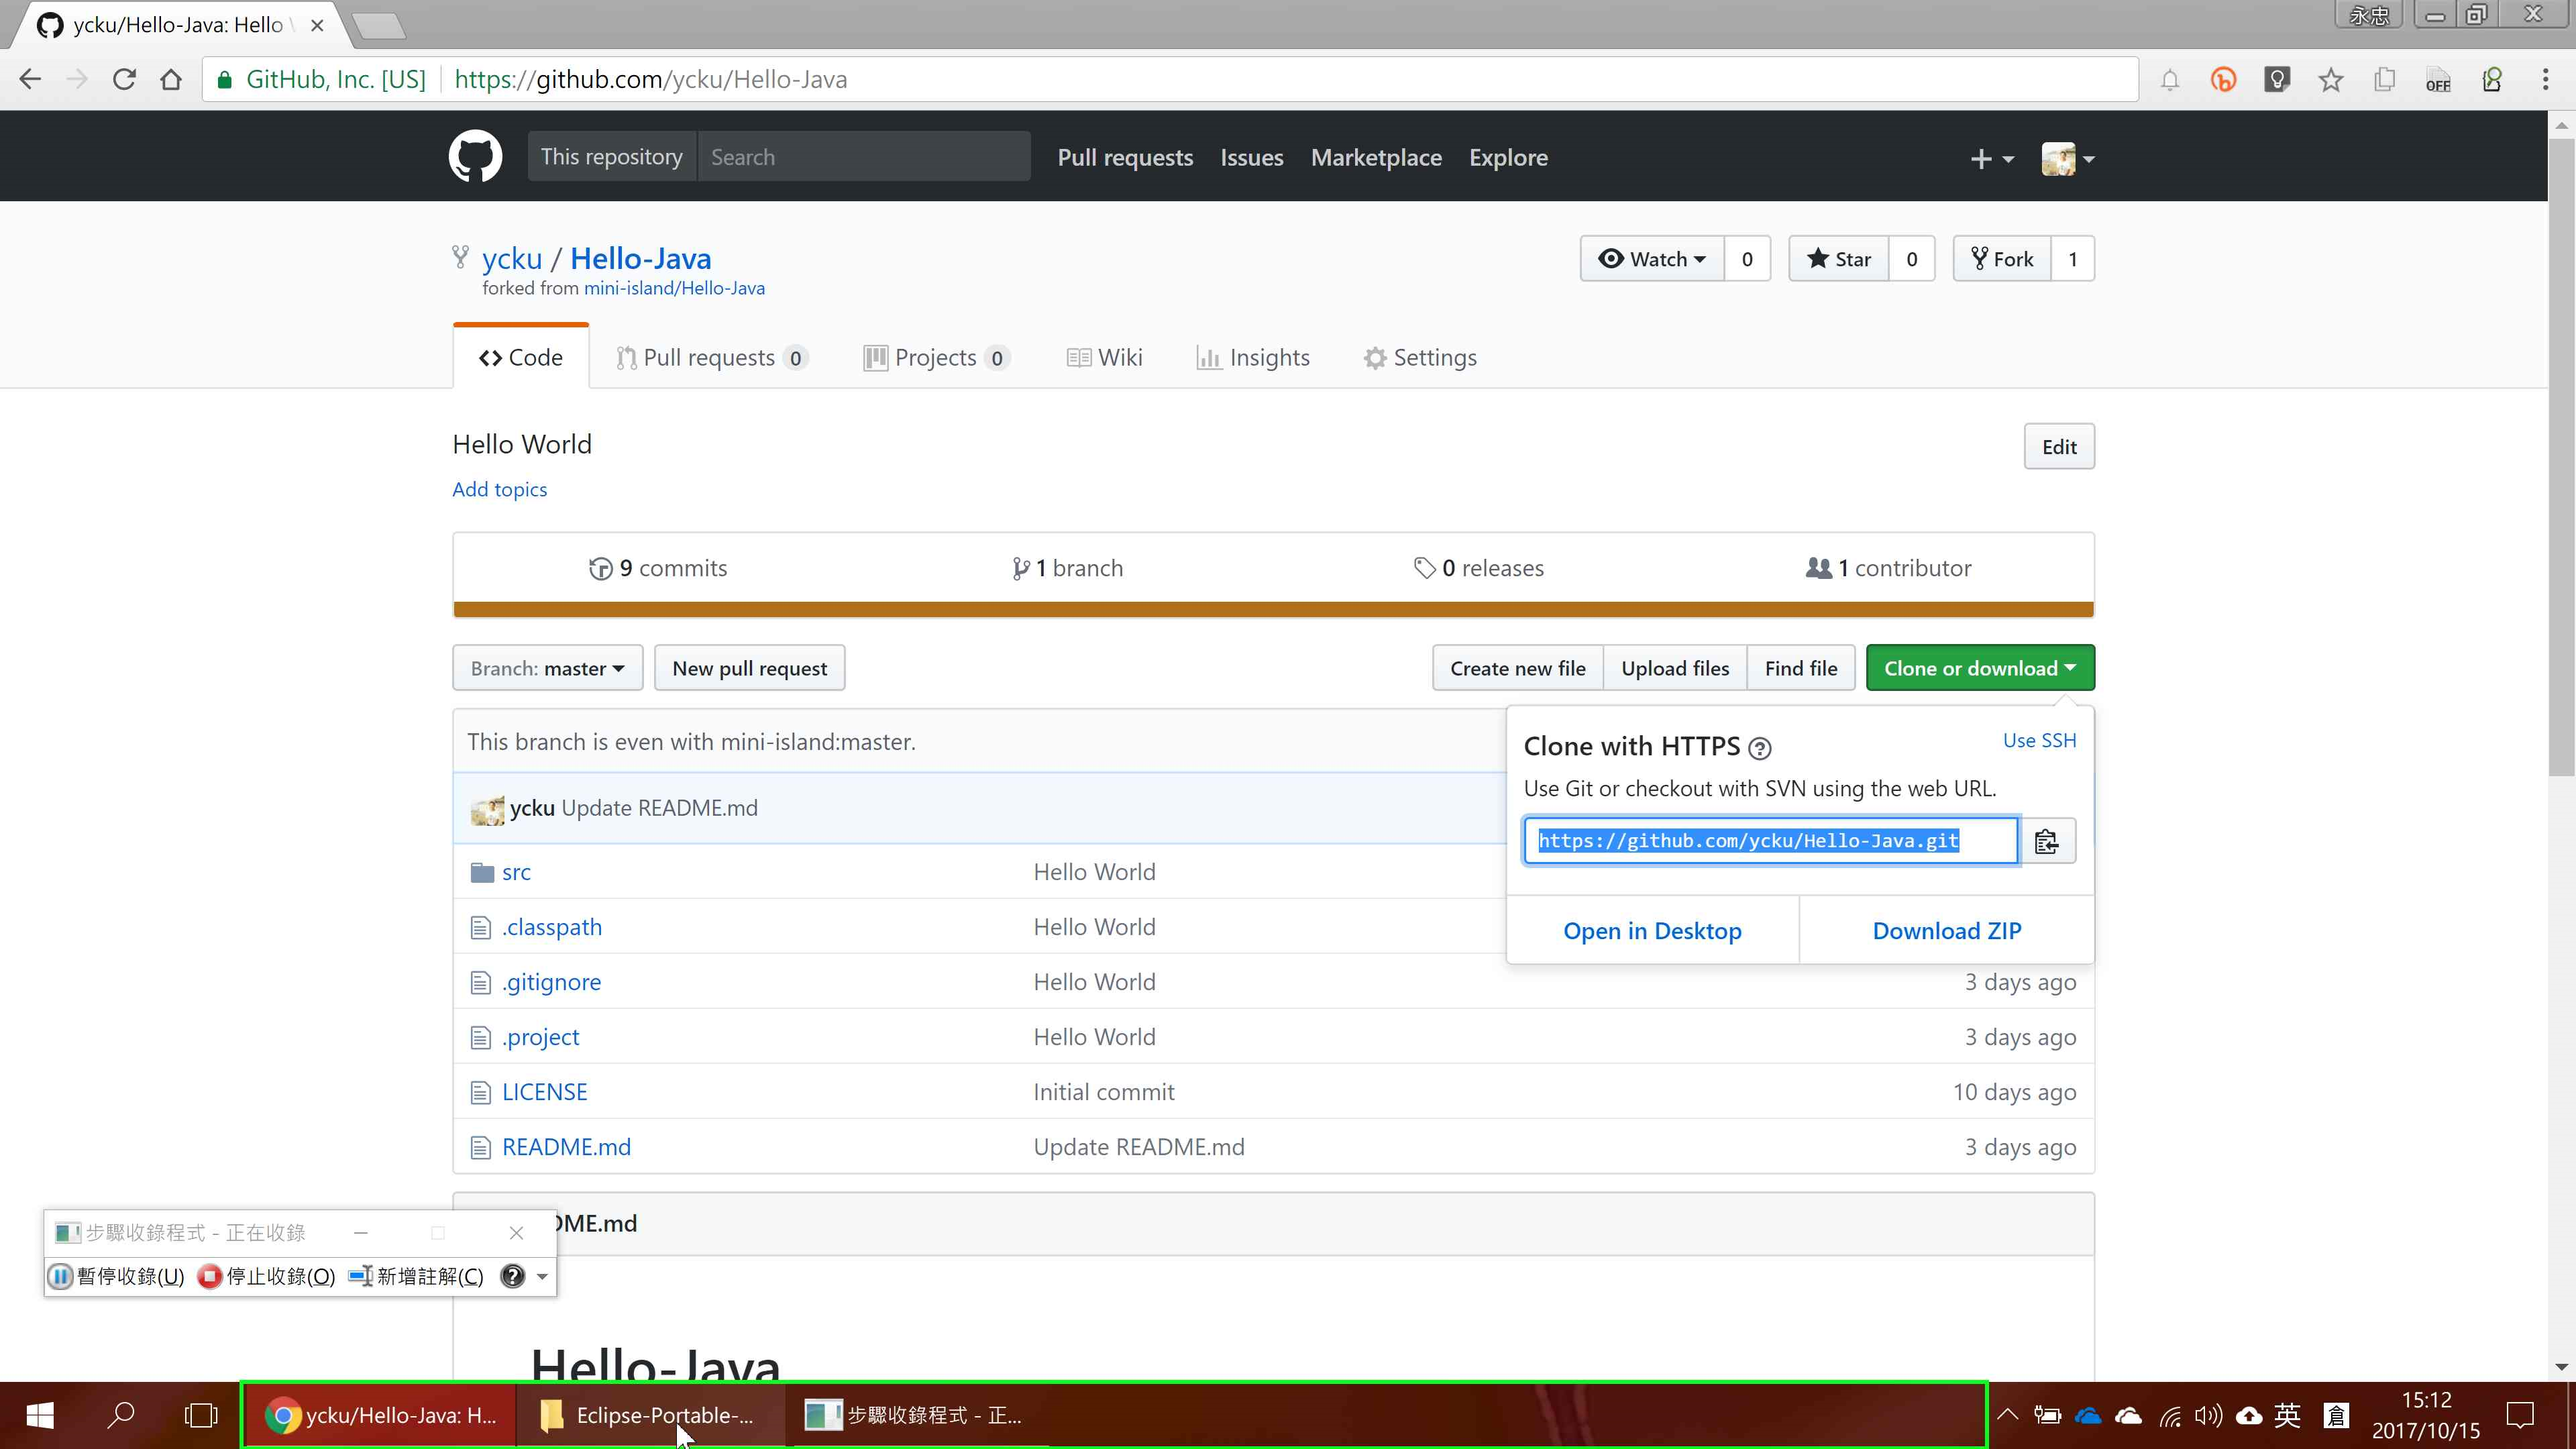 ycku/Hello-Java: Hello
永忠
GitHub, Inc. [US]
https://github.com/ycku/Hello-Java
OFF
This repository
Search
Pull requests
Issues
Marketplace
Explore
ycku / Hello-Java
forked from mini-island/Hello-Java
Watch 0
Star 0
Fork 1
Code
Pull requests 0
Projects 0
Wiki
Insights
Settings
Hello World
Edit
Add topics
9 commits
1 branch
0 releases
1 contributor
Branch: master
New pull request
Create new file
Upload files
Find file
Clone or download
This branch is even with mini-island:master.
Clone with HTTPS
Use SSH
Use Git or checkout with SVN using the web URL.
https://github.com/ycku/Hello-Java.git
Open in Desktop
Download ZIP
ycku Update README.md
src Hello World
.classpath Hello World
.gitignore Hello World 3 days ago
.project Hello World 3 days ago
LICENSE Initial commit 10 days ago
README.md Update README.md 3 days ago
DME.md
步驟收錄程式 - 正在收錄
暫停收錄(U) 停止收錄(O) 新增註解(C)
Hello-Java
ycku/Hello-Java: H...
Eclipse-Portable-...
步驟收錄程式 - 正...
英
倉
15:12
2017/10/15